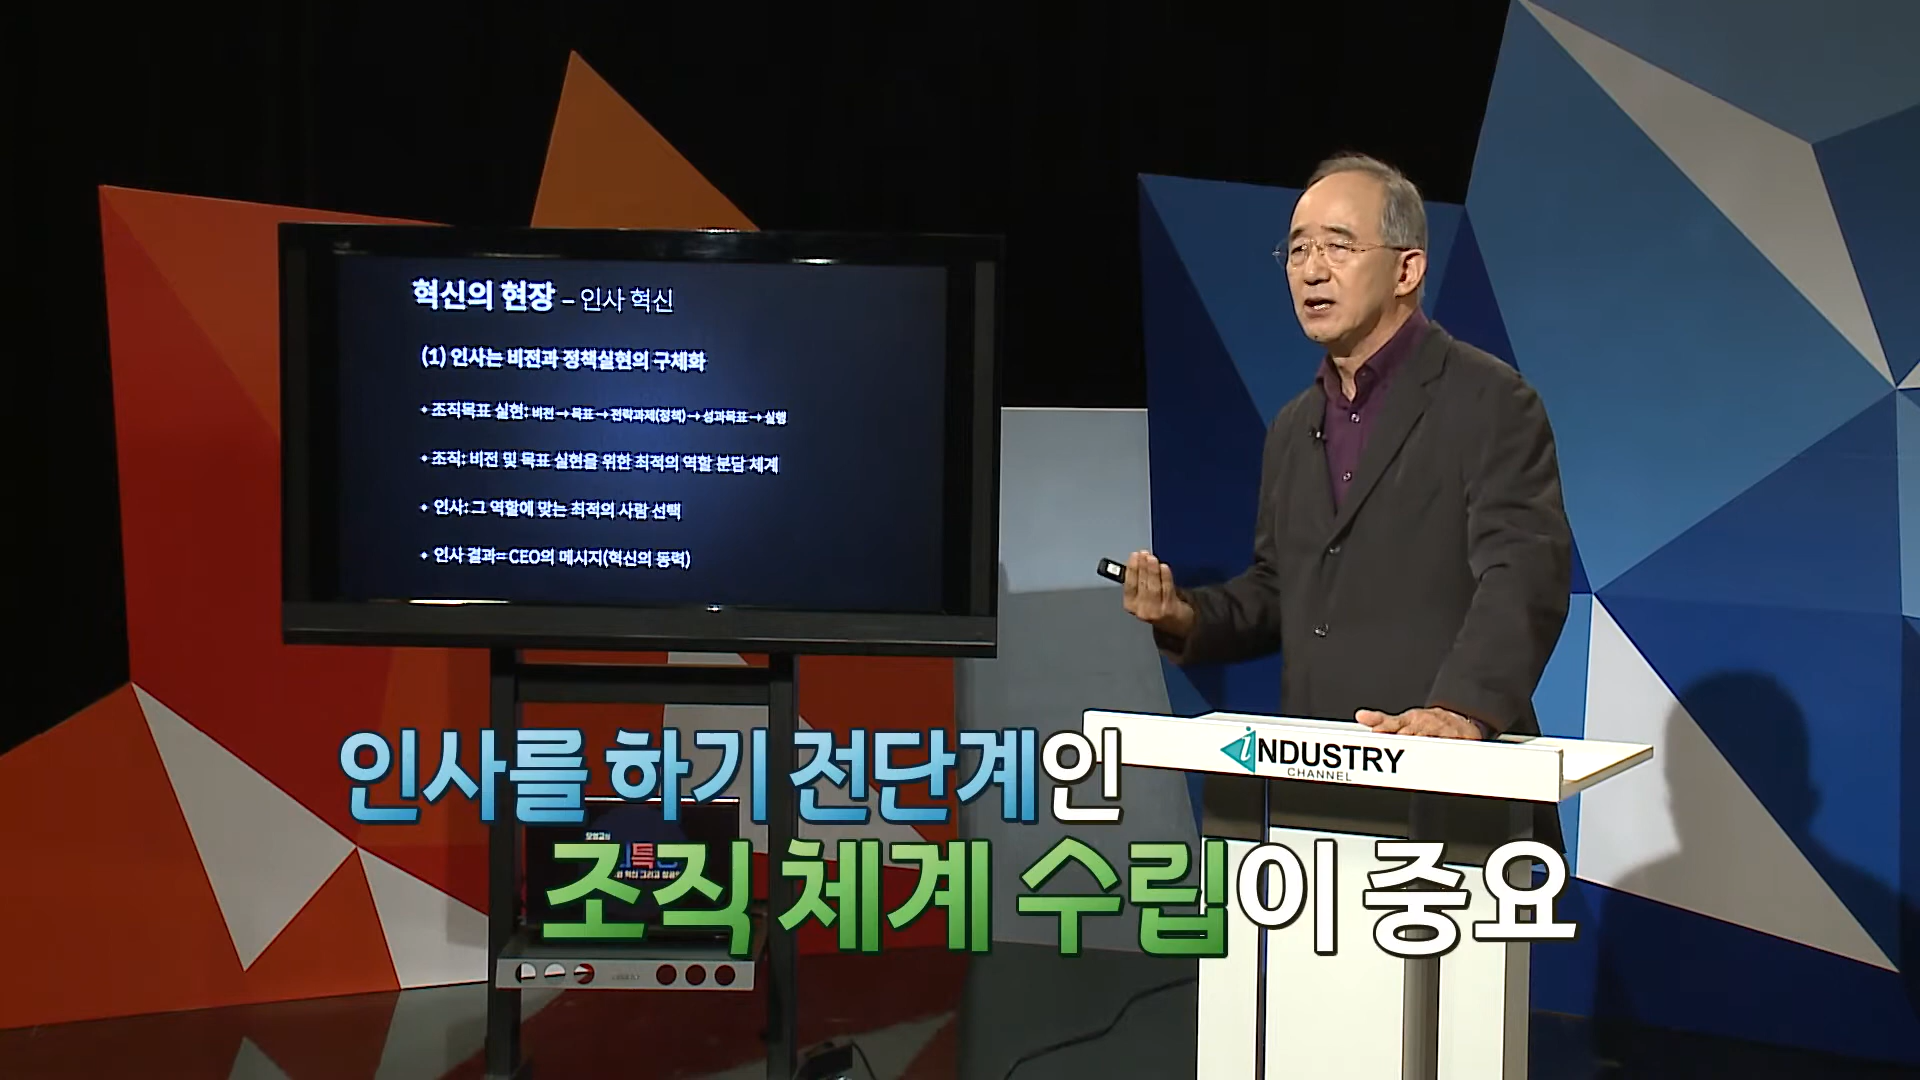 혁신의 현장 – 인사 혁신
(1) 인사는 비전과 정책실현의 구체화
• 조직목표 실현: 비전 → 목표 → 전략과제(정책) → 성과목표 → 실행
• 조직: 비전 및 목표 실현을 위한 최적의 역할 분담 체계
• 인사: 그 역할에 맞는 최적의 사람 선택
• 인사 결과= CEO의 메시지(혁신의 동력)
iNDUSTRY
CHANNEL
인사를 하기 전단계인
조직 체계 수립이 중요